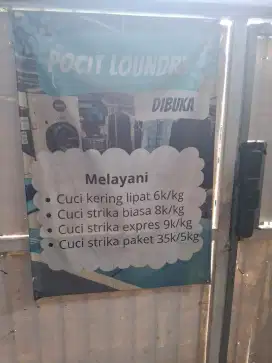 POCIT LOUNDRY
DIBUKA
Melayani
• Cuci kering lipat 6k/kg
• Cuci strika biasa 8k/kg
• Cuci strika expres 9k/kg
• Cuci strika paket 35k/5kg